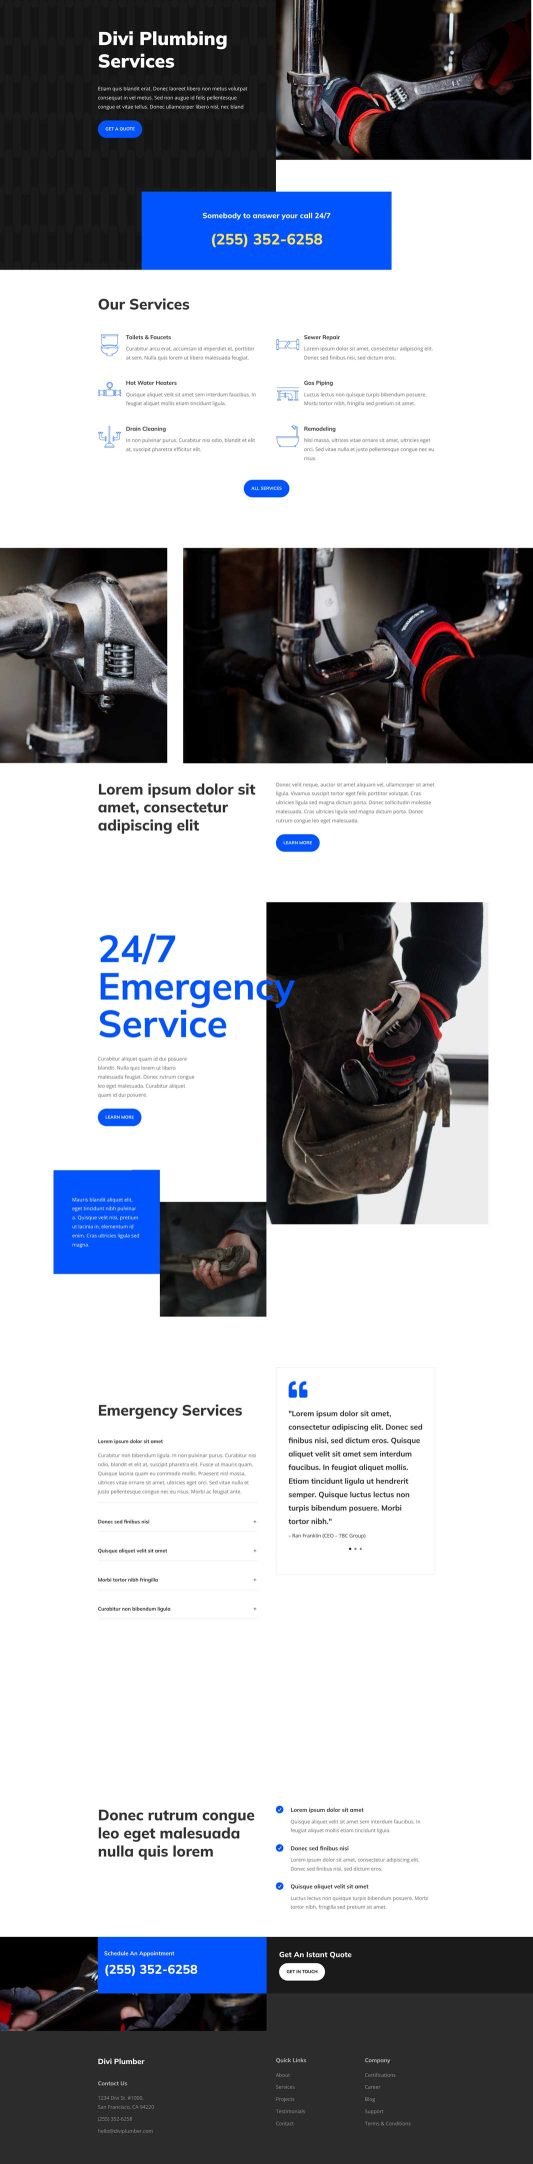 Divi Plumbing
Services
Etiam quis blandit erat. Donec laoreet libero non metus volutpat
consequat in vel metus. Sed non augue id felis pellentesque
congue et vitae tellus. Donec ullamcorper libero nisl, nec bland
GET A QUOTE
Somebody to answer your call 24/7
(255) 352-6258
Our Services
Toilets & Faucets
Curabitur arcu erat, accumsan id imperdiet et, porttitor
at sem. Nulla quis lorem ut libero malesuada feugiat.
Sewer Repair
Lorem ipsum dolor sit amet, consectetur adipiscing elit.
Donec sed finibus nisi, sed dictum eros.
Hot Water Heaters
Quisque aliquet velit sit amet sem interdum faucibus. In
feugiat aliquet mollis etiam tincidunt ligula.
Gas Piping
Luctus lectus non quisque turpis bibendum posuere.
Morbi tortor nibh, fringilla sed pretium sit amet.
Drain Cleaning
In non pulvinar purus. Curabitur nisi odio, blandit et elit
at, suscipit pharetra efficitur elit.
Remodeling
Nisl massa, ultrices vitae ornare sit amet, ultricies eget
orci. Sed vitae nulla et justo pellentesque congue nec eu
risus.
ALL SERVICES
Lorem ipsum dolor sit
amet, consectetur
adipiscing elit
Donec velit neque, auctor sit amet aliquam vel, ullamcorper sit amet
ligula. Vivamus suscipit tortor eget felis porttitor volutpat. Cras
ultricies ligula sed magna dictum porta. Donec sollicitudin molestie
malesuada. Cras ultricies ligula sed magna dictum porta. Donec
rutrum congue leo eget malesuada.
LEARN MORE
24/7
Emergency
Service
Curabitur aliquet quam id dui posuere
blandit. Nulla quis lorem ut libero
malesuada feugiat. Donec rutrum congue
leo eget malesuada. Curabitur aliquet
quam id dui posuere.
LEARN MORE
Mauris blandit aliquet elit,
eget tincidunt nibh pulvinar
a. Quisque velit nisi, pretium
ut lacinia in, elementum id
enim. Cras ultricies ligula sed
magna.
Emergency Services
Lorem ipsum dolor sit amet
Curabitur non bibendum ligula. In non pulvinar purus. Curabitur nisi
odio, blandit et elit at, suscipit pharetra elit. Fusce ut mauris quam.
Quisque lacinia quam eu commodo mollis. Praesent nisl massa,
ultrices vitae ornare sit amet, ultricies eget orci. Sed vitae nulla et
justo pellentesque congue nec eu risus. Morbi ac feugiat ante.
Donec sed finibus nisi
+
Quisque aliquet velit sit amet
+
Morbi tortor nibh fringilla
+
Curabitur non bibendum ligula
+
"Lorem ipsum dolor sit amet,
consectetur adipiscing elit. Donec sed
finibus nisi, sed dictum eros. Quisque
aliquet velit sit amet sem interdum
faucibus. In feugiat aliquet mollis.
Etiam tincidunt ligula ut hendrerit
semper. Quisque luctus lectus non
turpis bibendum posuere. Morbi
tortor nibh."
– Ran Franklin (CEO – TBC Group)
Donec rutrum congue
leo eget malesuada
nulla quis lorem
Lorem ipsum dolor sit amet
Quisque aliquet velit sit amet sem interdum faucibus. In
feugiat aliquet mollis etiam tincidunt ligula.
Donec sed finibus nisi
Lorem ipsum dolor sit amet, consectetur adipiscing elit.
Donec sed finibus nisi, sed dictum eros.
Quisque aliquet velit sit amet
Luctus lectus non quisque turpis bibendum posuere. Morbi
tortor nibh, fringilla sed pretium sit amet.
Schedule An Appointment
(255) 352-6258
Get An Istant Quote
GET IN TOUCH
Divi Plumber
Contact Us
1234 Divi St. #1000,
San Francisco, CA 94220
(255) 352-6258
hello@diviplumber.com
Quick Links
About
Services
Projects
Testimonials
Contact
Company
Certifications
Career
Blog
Support
Terms & Conditions